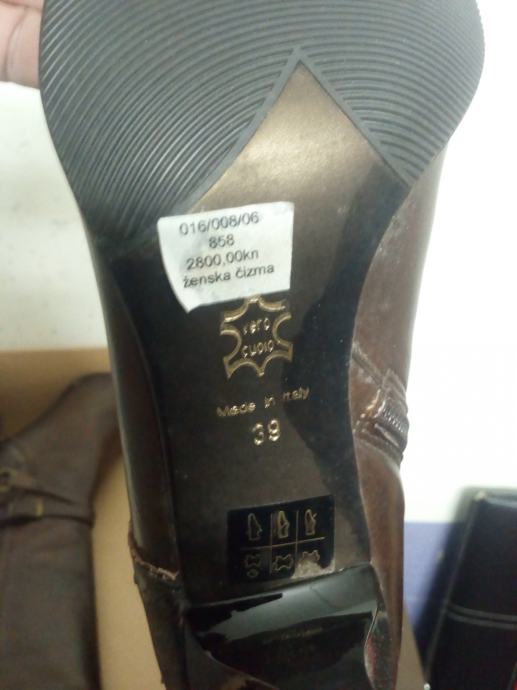 016/008/06
858
2800,00kn
ženska čizma
vero
cuoio
Made in Italy
39